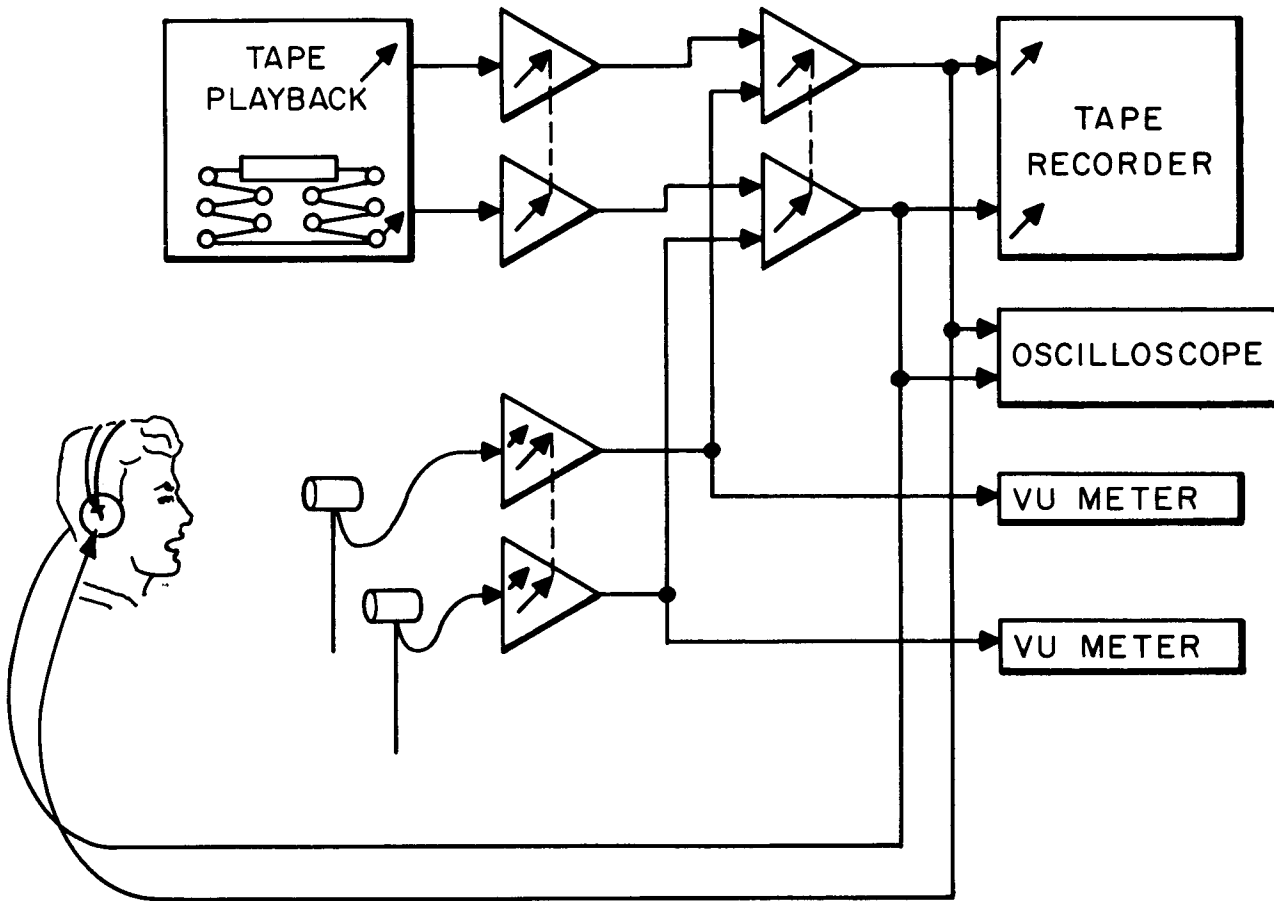 TAPE
PLAYBACK
TAPE
RECORDER
OSCILLOSCOPE
VU METER
VU METER